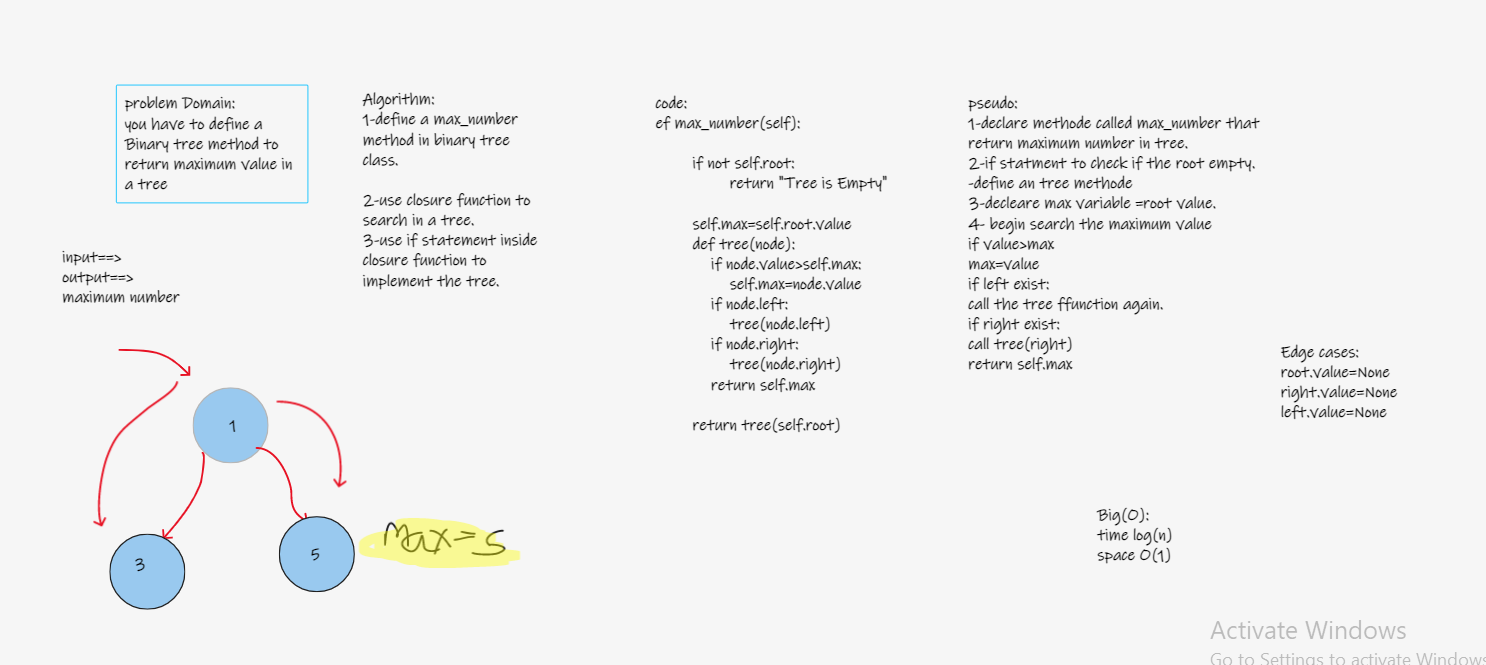 problem Domain:
you have to define a
Binary tree method to
return maximum value in
a tree
input==>
output==>
maximum number
Algorithm:
1-define a max_number
method in binary tree
class.
2-use closure function to
search in a tree.
3-use if statement inside
closure function to
implement the tree.
code:
ef max_number(self):
if not self.root:
return "Tree is Empty"
self.max=self.root.value
def tree(node):
if node.value>self.max:
self.max=node.value
if node.left:
tree(node.left)
if node.right:
tree(node.right)
return self.max
return tree(self.root)
pseudo:
1-declare methode called max_number that
return maximum number in tree.
2-if statment to check if the root empty.
-define an tree methode
3-decleare max variable =root value.
4- begin search the maximum value
if value>max
max=value
if left exist:
call the tree ffunction again.
if right exist:
call tree(right)
return self.max
Edge cases:
root.value=None
right.value=None
left.value=None
1
3
5
max=5
Big(O):
time log(n)
space O(1)
Activate Windows
Go to Settings to activate Windows